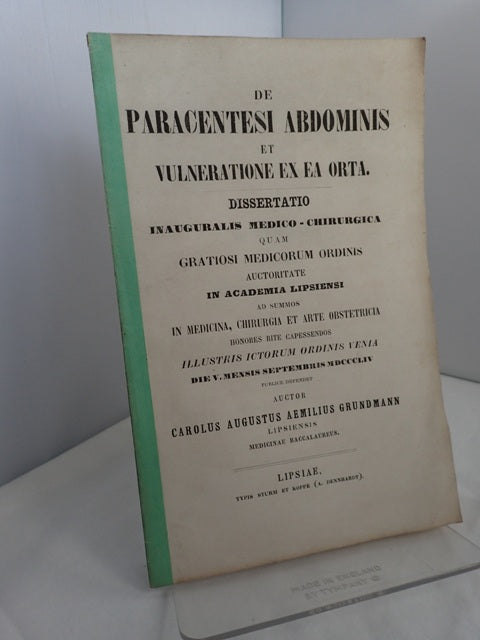 DE
PARACENTESI ABDOMINIS
ET
VULNERATIONE EX EA ORTA.
DISSERTATIO
INAUGURALIS MEDICO-CHIRURGICA
QUAM
GRATIOSI MEDICORUM ORDINIS
AUCTORITATE
IN ACADEMIA LIPSIENSI
AD SUMMOS
IN MEDICINA, CHIRURGIA ET ARTE OBSTETRICIA
HONORES RITE CAPESSENDOS
ILLUSTRIS ICTORUM ORDINIS VENIA
DIE V. MENSIS SEPTEMBRIS MDCCCLIV
PUBLICE DEFENDET
AUCTOR
CAROLUS AUGUSTUS AEMILIUS GRUNDMANN
LIPSIENSIS
MEDICINAE BACCALAUREUS.
LIPSIAE,
TYPIS STURM ET KOPPE (A. DENNHARDT).
MADE IN ENGLAND
BY TYMPART ©